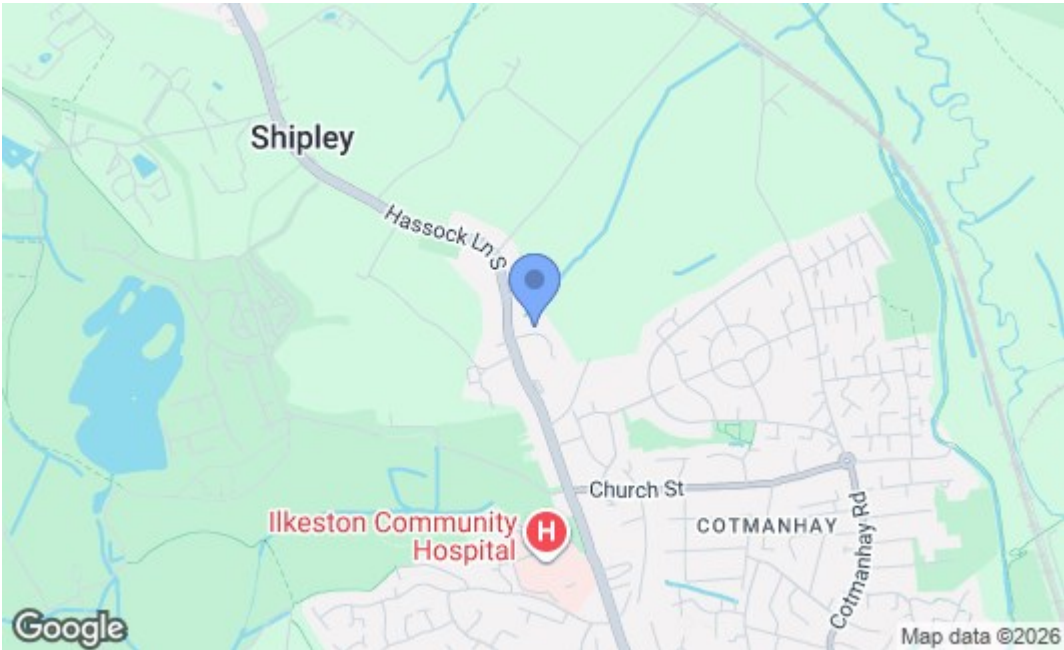 Shipley
Hassock Ln S
Church St
Ilkeston Community
Hospital
H
COTMANHAY
Cotmanhay Rd
Google
Map data ©2026